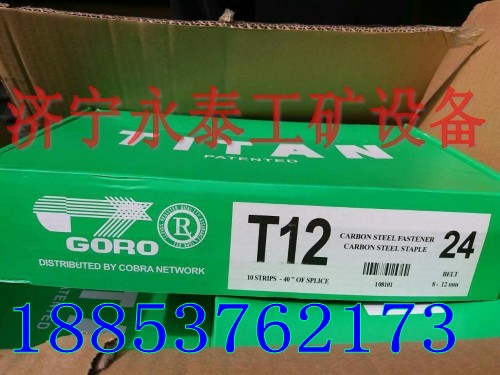 济宁永泰工矿设备
TITAN
PATENTED
GORO
DISTRIBUTED BY COBRA NETWORK
R
T12
CARBON STEEL FASTENER
CARBON STEEL STAPLE
24
10 STRIPS - 40" OF SPLICE
108101
BELT
8 - 12 mm
18853762173